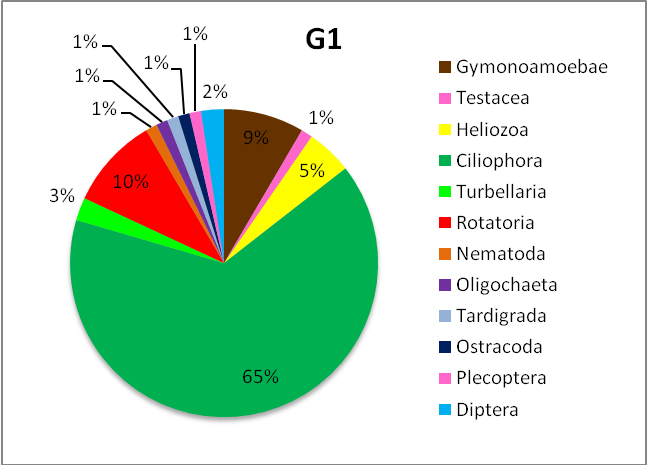 G1
1%
1%
1%
1%
1%
2%
9%
1%
5%
10%
3%
65%
Gymonoamoebae
Testacea
Heliozoa
Ciliophora
Turbellaria
Rotatoria
Nematoda
Oligochaeta
Tardigrada
Ostracoda
Plecoptera
Diptera